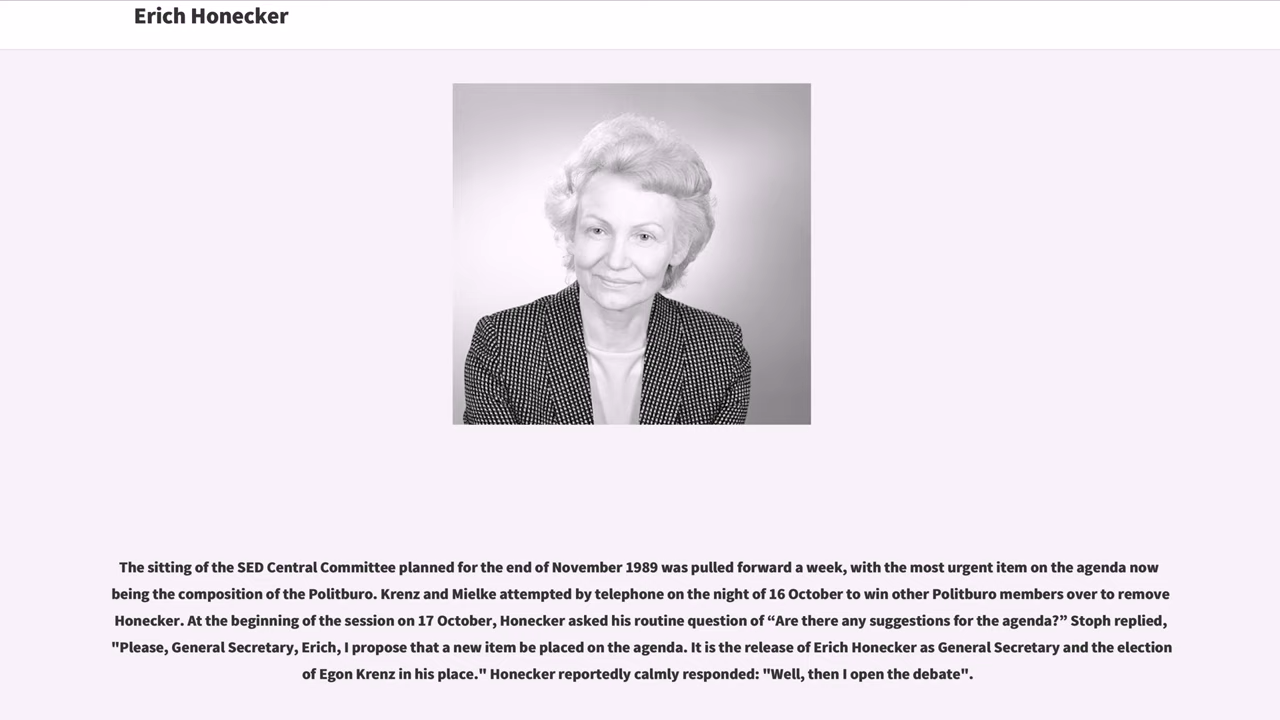 Erich Honecker
The sitting of the SED Central Committee planned for the end of November 1989 was pulled forward a week, with the most urgent item on the agenda now
being the composition of the Politburo. Krenz and Mielke attempted by telephone on the night of 16 October to win other Politburo members over to remove
Honecker. At the beginning of the session on 17 October, Honecker asked his routine question of “Are there any suggestions for the agenda?” Stoph replied,
"Please, General Secretary, Erich, I propose that a new item be placed on the agenda. It is the release of Erich Honecker as General Secretary and the election
of Egon Krenz in his place." Honecker reportedly calmly responded: "Well, then I open the debate".